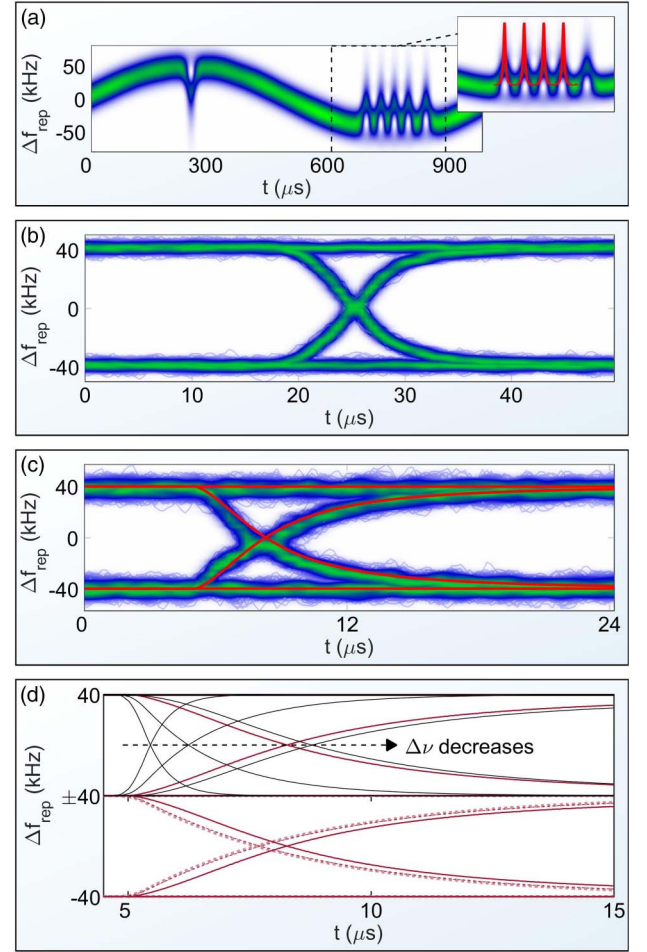 (a)
Δf_rep (kHz)
50
0
-50
0
300
600
900
t (μs)
(b)
Δf_rep (kHz)
40
0
-40
0
10
20
30
40
t (μs)
(c)
Δf_rep (kHz)
40
0
-40
0
12
24
t (μs)
(d)
Δf_rep (kHz)
40
Δν decreases
±40
-40
5
10
15
t (μs)